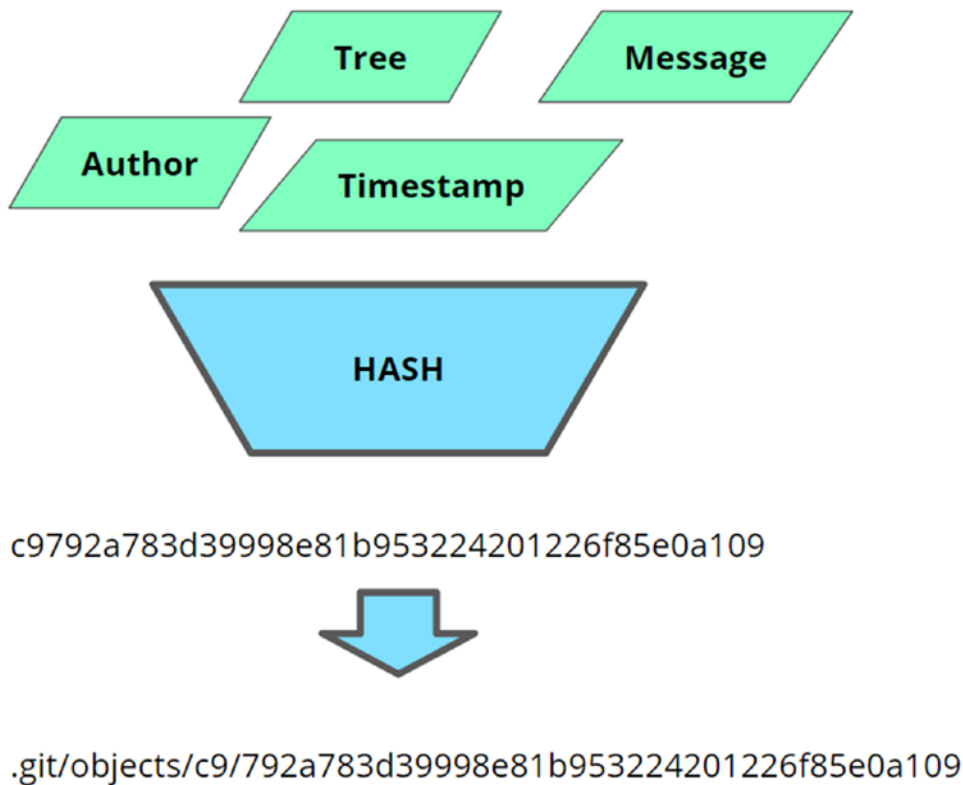 Tree
Message
Author
Timestamp
HASH
c9792a783d39998e81b953224201226f85e0a109
.git/objects/c9/792a783d39998e81b953224201226f85e0a109